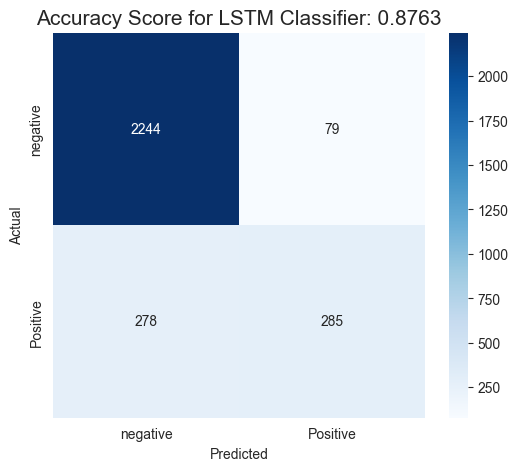 Accuracy Score for LSTM Classifier: 0.8763
negative
Positive
Actual
2244
79
278
285
negative
Positive
Predicted
2000
1750
1500
1250
1000
750
500
250